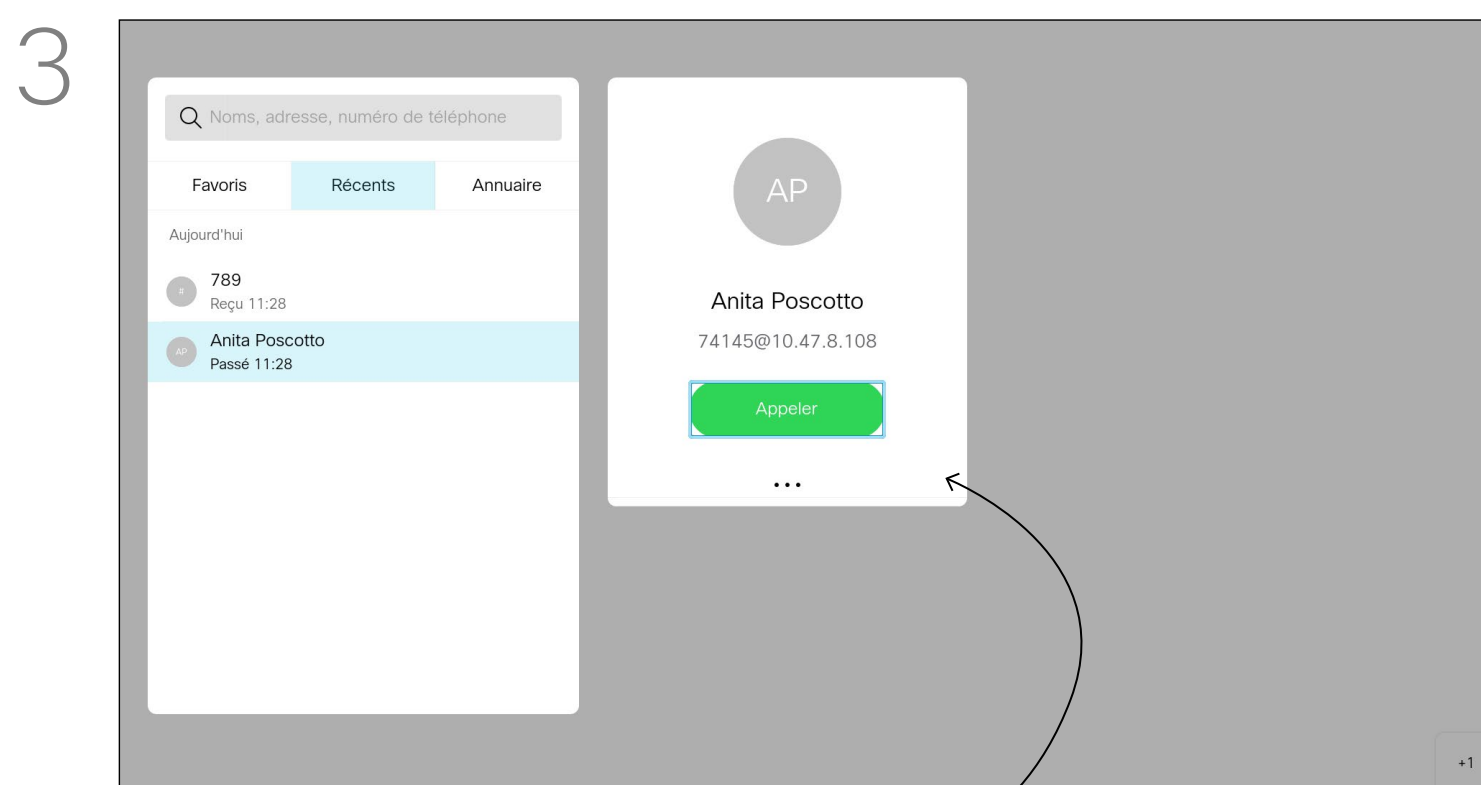 3
Noms, adresse, numéro de téléphone
Favoris Récents Annuaire
Aujourd'hui
#
789
Reçu 11:28
AP
Anita Poscotto
Passé 11:28
AP
Anita Poscotto
74145@10.47.8.108
Appeler
...
+1